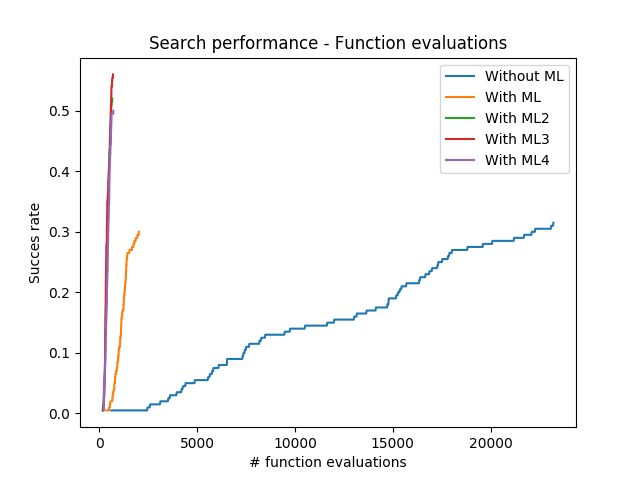 Search performance - Function evaluations
Without ML
With ML
With ML2
With ML3
With ML4
Succes rate
0.5
0.4
0.3
0.2
0.1
0.0
0
5000
10000
15000
20000
# function evaluations